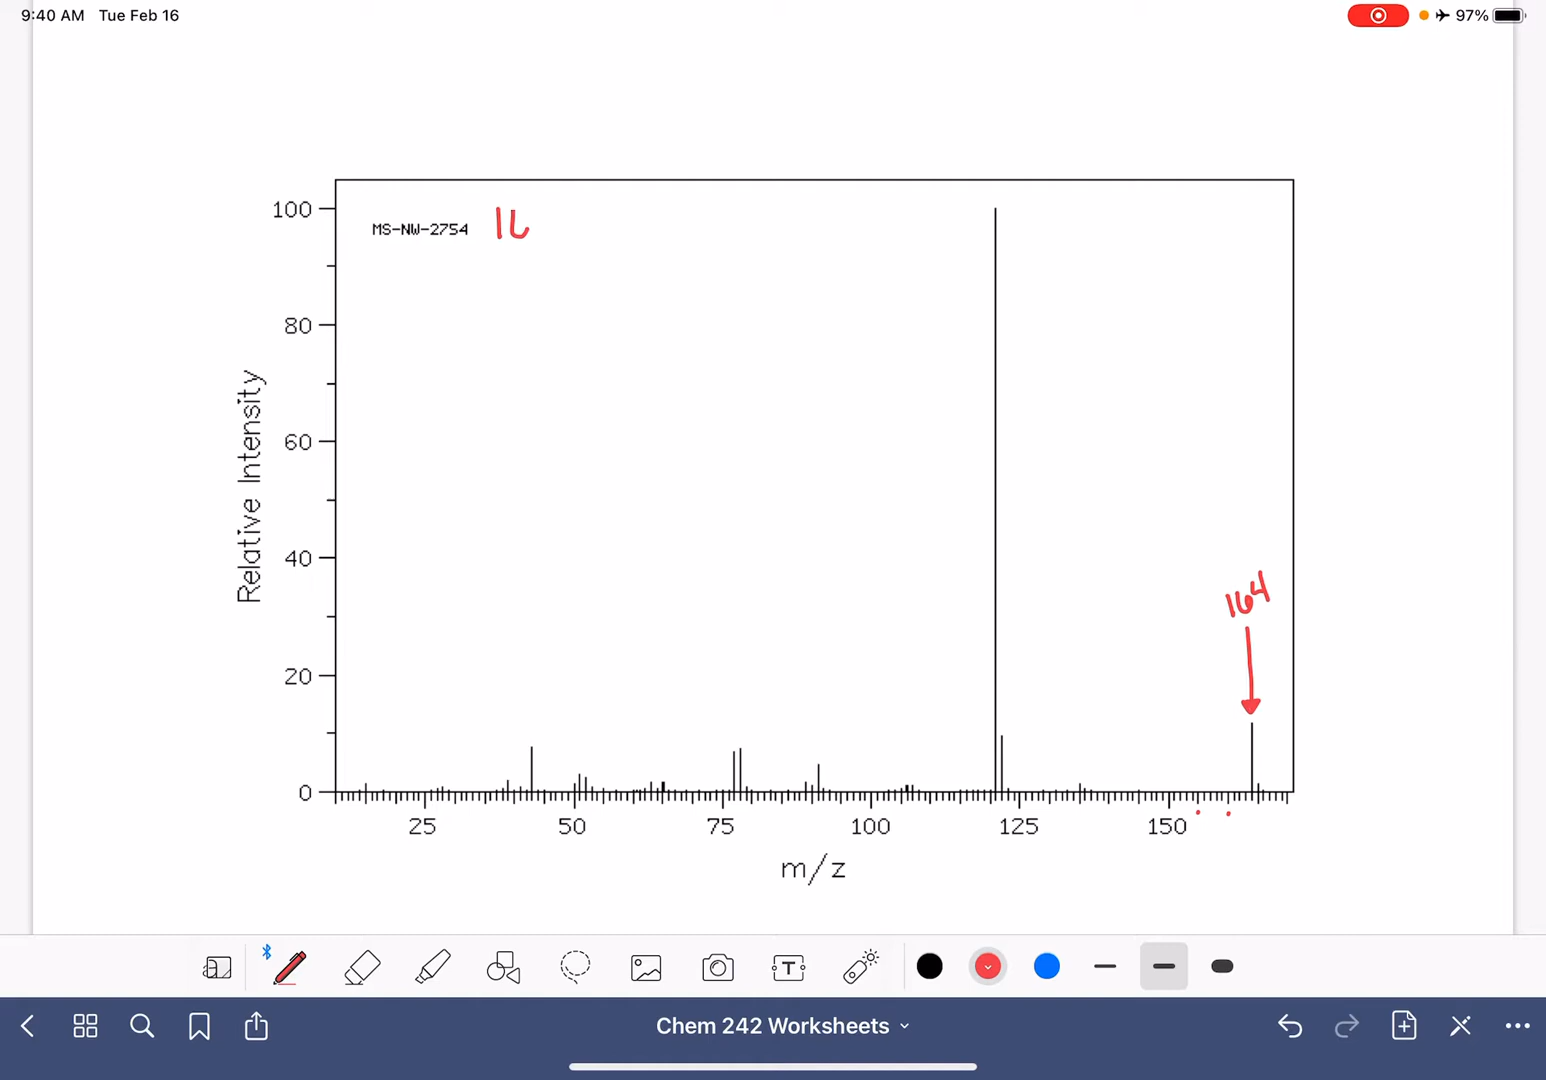 9:40 AM Tue Feb 16
97%
100
MS-NW-2754 16
80
60
Relative Intensity
40
164
20
0
25 50 75 100 125 150
m/z
T
Chem 242 Worksheets